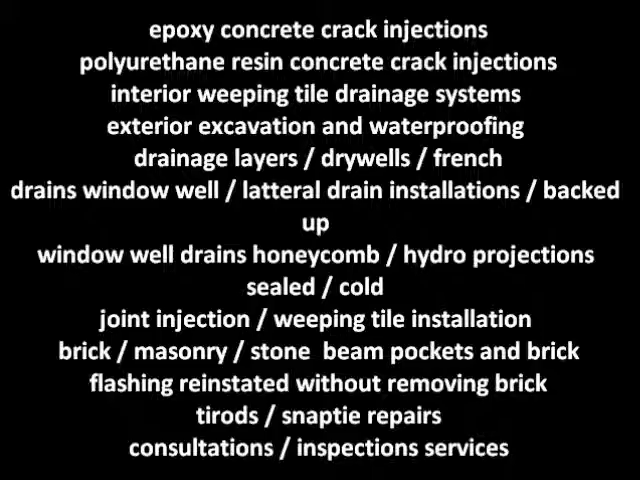 epoxy concrete crack injections
polyurethane resin concrete crack injections
interior weeping tile drainage systems
exterior excavation and waterproofing
drainage layers / drywells / french
drains window well / latteral drain installations / backed
up
window well drains honeycomb / hydro projections
sealed / cold
joint injection / weeping tile installation
brick / masonry / stone  beam pockets and brick
flashing reinstated without removing brick
tirods / snaptie repairs
consultations / inspections services